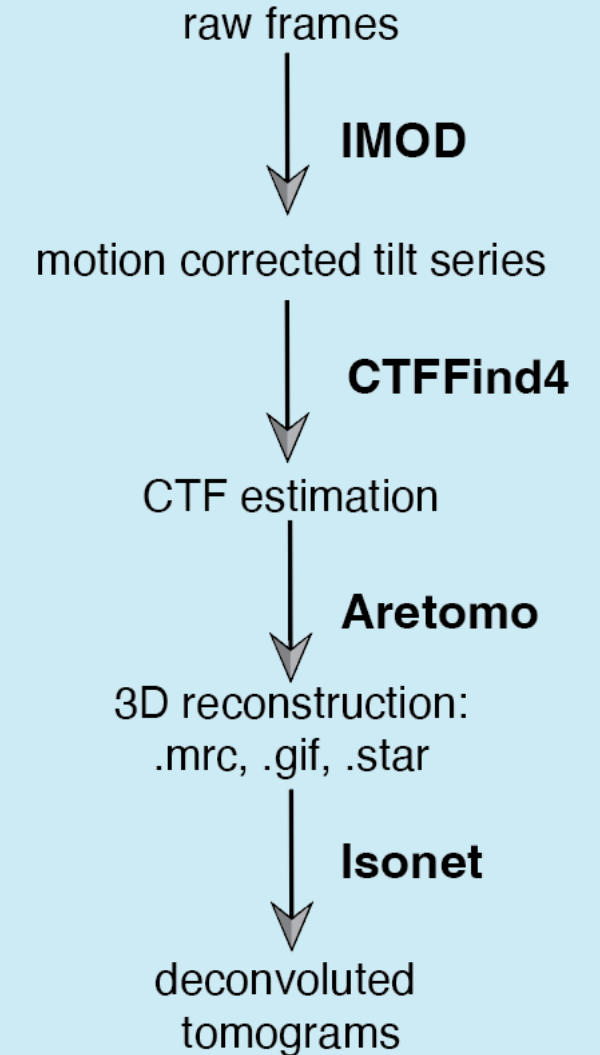 raw frames
IMOD
motion corrected tilt series
CTFFind4
CTF estimation
Aretomo
3D reconstruction:
.mrc, .gif, .star
Isonet
deconvoluted
tomograms